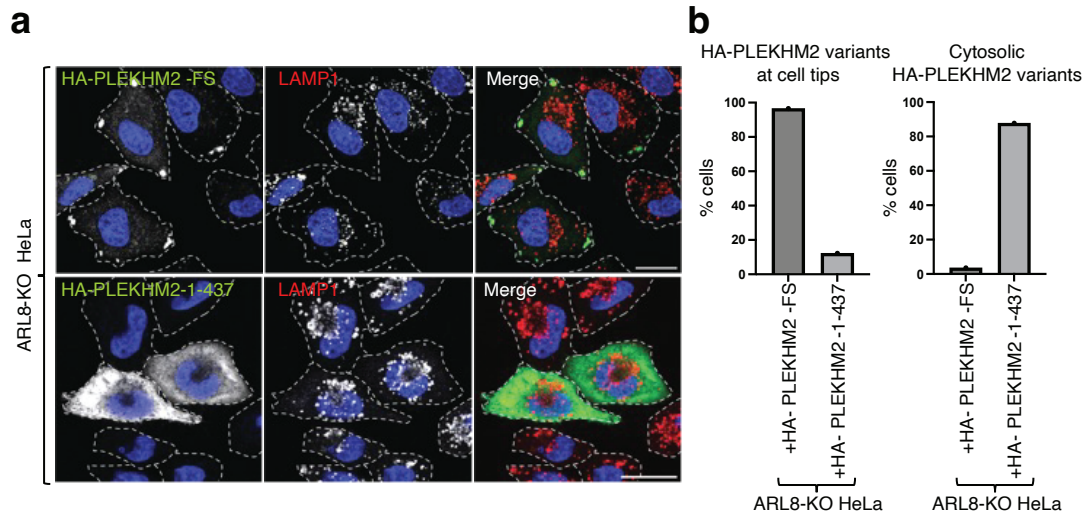 a
HA-PLEKHM2 -FS
LAMP1
Merge
HA-PLEKHM2-1-437
LAMP1
Merge
ARL8-KO HeLa
b
HA-PLEKHM2 variants
at cell tips
100
80
60
40
20
0
% cells
+HA- PLEKHM2 -FS
+HA- PLEKHM2 -1-437
ARL8-KO HeLa
Cytosolic
HA-PLEKHM2 variants
100
80
60
40
20
0
% cells
+HA- PLEKHM2 -FS
+HA- PLEKHM2 -1-437
ARL8-KO HeLa